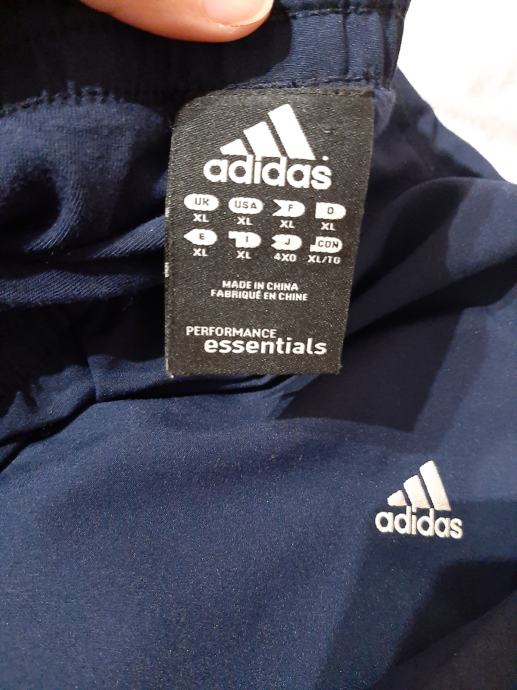 adidas
UK USA F D
XL XL XL XL
E I J CDN
XL XL 4XO XL/TG
MADE IN CHINA
FABRIQUÉ EN CHINE
PERFORMANCE
essentials
adidas